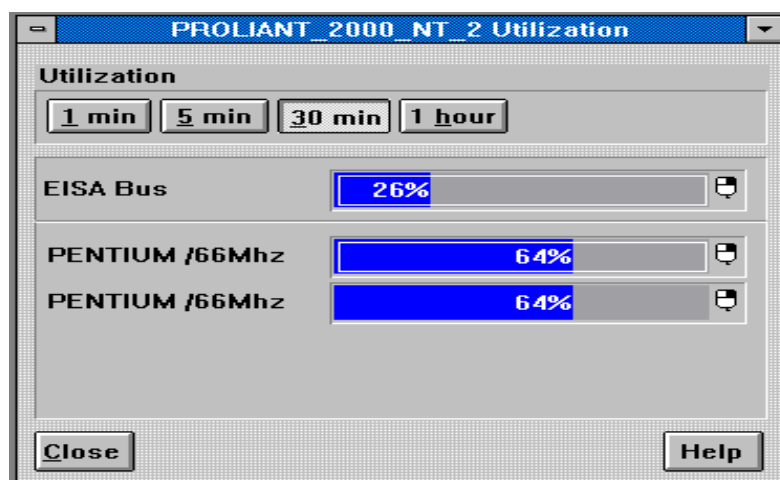 PROLIANT_2000_NT_2 Utilization
Utilization
1 min 5 min 30 min 1 hour
EISA Bus 26%
PENTIUM /66Mhz 64%
PENTIUM /66Mhz 64%
Close Help